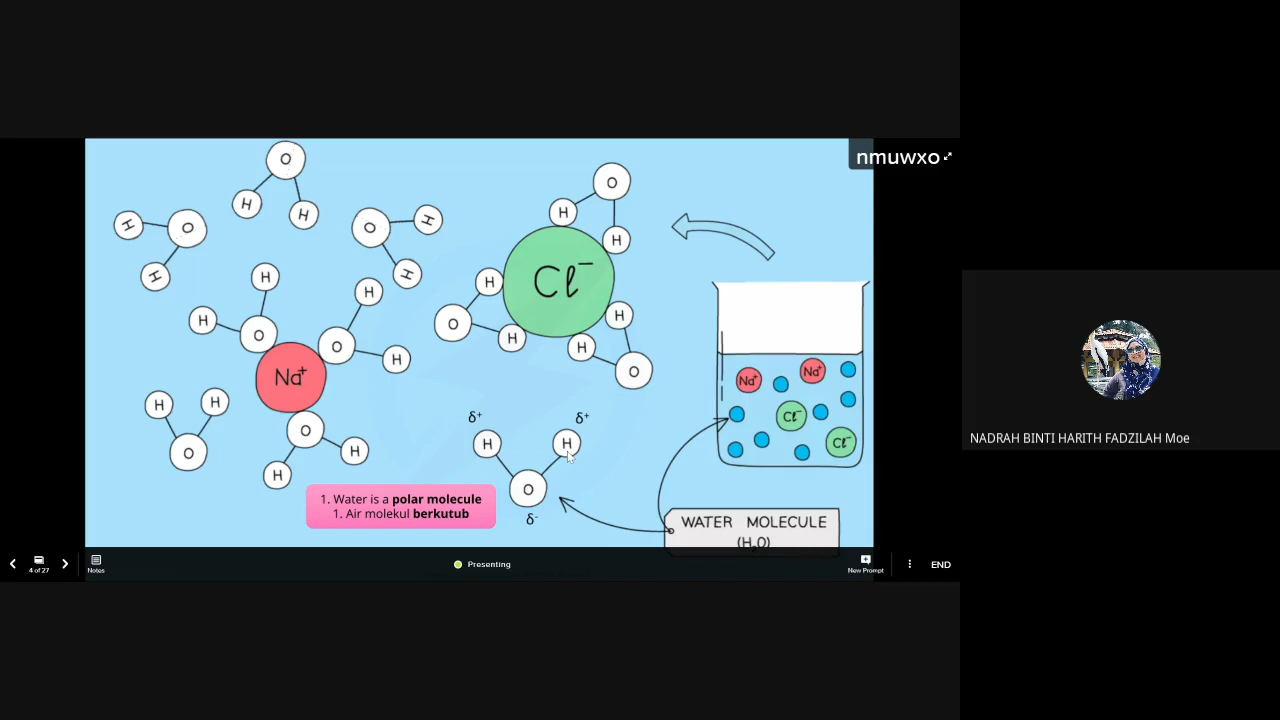 nmuwxo
O
H
H
H
O
H
O
H
H
O
H
H
Cl⁻
H
O
H
H
H
O
H
H
O
H
O
H
Na⁺
H
H
O
O
H
H
H
H
O
δ⁺
δ⁺
H
H
O
δ⁻
Na⁺
Na⁺
Cl⁻
Cl⁻
1. Water is a polar molecule
1. Air molekul berkutub
WATER MOLECULE
(H₂O)
4 of 27
Notes
Presenting
New Prompt
END
NADRAH BINTI HARITH FADZILAH Moe